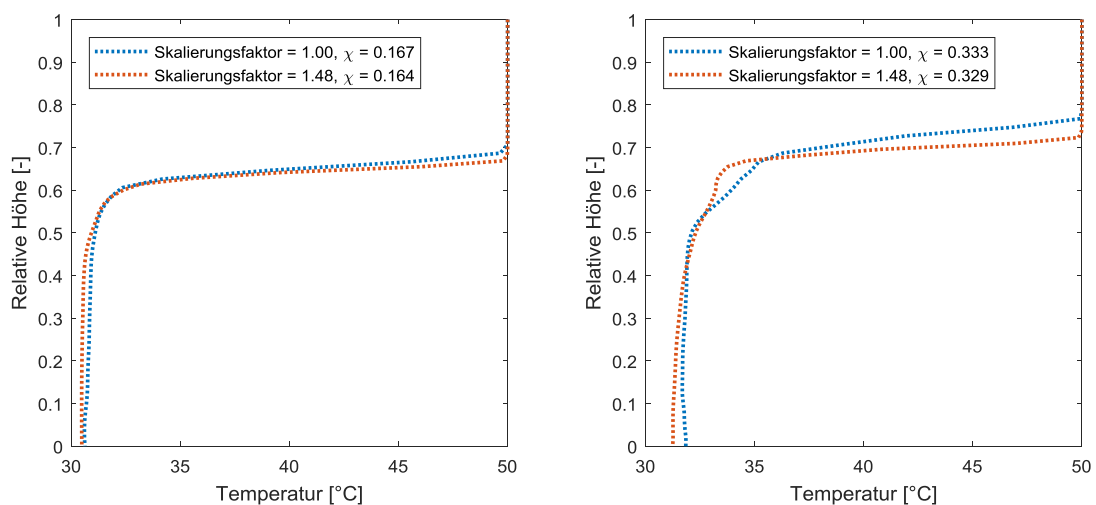 1
0.9
0.8
0.7
0.6
0.5
0.4
0.3
0.2
0.1
0
Relative Höhe [-]
Skalierungsfaktor = 1.00, χ = 0.167
Skalierungsfaktor = 1.48, χ = 0.164
30 35 40 45 50
Temperatur [°C]
1
0.9
0.8
0.7
0.6
0.5
0.4
0.3
0.2
0.1
0
Relative Höhe [-]
Skalierungsfaktor = 1.00, χ = 0.333
Skalierungsfaktor = 1.48, χ = 0.329
30 35 40 45 50
Temperatur [°C]